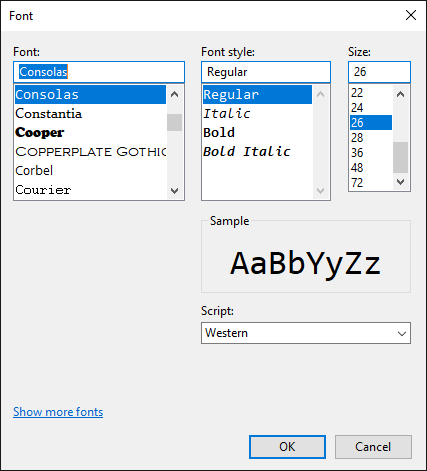 Font
Font: Font style: Size:
Consolas Regular 26
Consolas Regular 22
Constantia Italic 24
Cooper Bold 26
Copperplate Gothic Bold Italic 28
Corbel 36
Courier 48
72
Sample
AaBbYyZz
Script:
Western
Show more fonts
OK Cancel